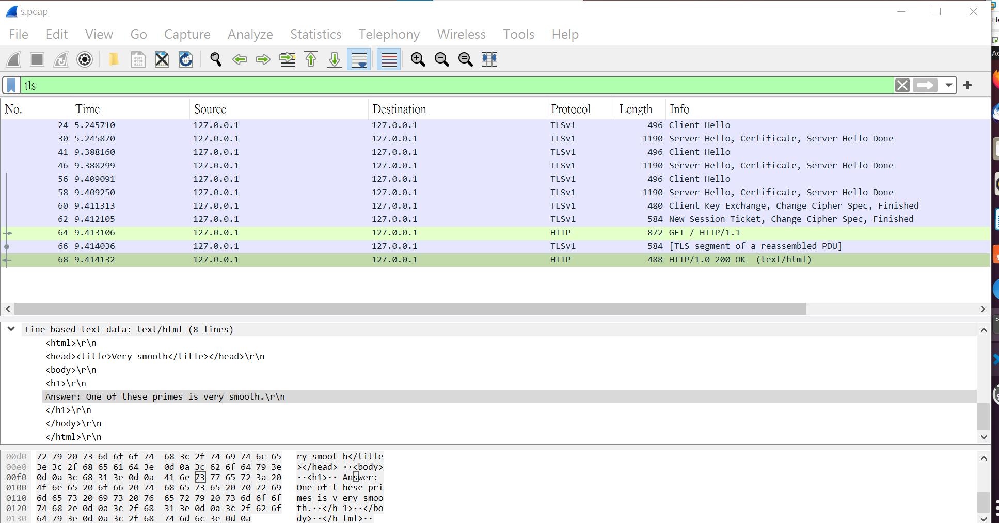 s.pcap
File Edit View Go Capture Analyze Statistics Telephony Wireless Tools Help
File
tls
No. Time Source Destination Protocol Length Info
24 5.245710 127.0.0.1 127.0.0.1 TLSv1 496 Client Hello
30 5.245870 127.0.0.1 127.0.0.1 TLSv1 1190 Server Hello, Certificate, Server Hello Done
41 9.388160 127.0.0.1 127.0.0.1 TLSv1 496 Client Hello
46 9.388299 127.0.0.1 127.0.0.1 TLSv1 1190 Server Hello, Certificate, Server Hello Done
56 9.409091 127.0.0.1 127.0.0.1 TLSv1 496 Client Hello
58 9.409250 127.0.0.1 127.0.0.1 TLSv1 1190 Server Hello, Certificate, Server Hello Done
60 9.411313 127.0.0.1 127.0.0.1 TLSv1 480 Client Key Exchange, Change Cipher Spec, Finished
62 9.412105 127.0.0.1 127.0.0.1 TLSv1 584 New Session Ticket, Change Cipher Spec, Finished
64 9.413106 127.0.0.1 127.0.0.1 HTTP 872 GET / HTTP/1.1
66 9.414036 127.0.0.1 127.0.0.1 TLSv1 584 [TLS segment of a reassembled PDU]
68 9.414132 127.0.0.1 127.0.0.1 HTTP 488 HTTP/1.0 200 OK  (text/html)
Line-based text data: text/html (8 lines)
<html>\r\n
<head><title>Very smooth</title></head>\r\n
<body>\r\n
<h1>\r\n
Answer: One of these primes is very smooth.\r\n
</h1>\r\n
</body>\r\n
</html>\r\n
00d0 72 79 20 73 6d 6f 6f 74 68 3c 2f 74 69 74 6c 65 ry smoot h</title
00e0 3e 3c 2f 68 65 61 64 3e 0d 0a 3c 62 6f 64 79 3e ></head> ··<body>
00f0 0d 0a 3c 68 31 3e 0d 0a 41 6e 73 77 65 72 3a 20 ··<h1>·· Answer:
0100 4f 6e 65 20 6f 66 20 74 68 65 73 65 20 70 72 69 One of t hese pri
0110 6d 65 73 20 69 73 20 76 65 72 79 20 73 6d 6f 6f mes is v ery smoo
0120 74 68 2e 0d 0a 3c 2f 68 31 3e 0d 0a 3c 2f 62 6f th.··</h 1>··</bo
0130 64 79 3e 0d 0a 3c 2f 68 74 6d 6c 3e 0d 0a dy>··</h tml>··